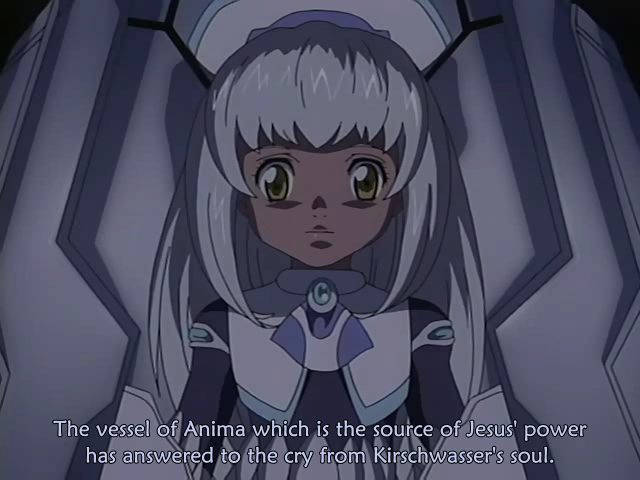 C
The vessel of Anima which is the source of Jesus' power
has answered to the cry from Kirschwasser's soul.